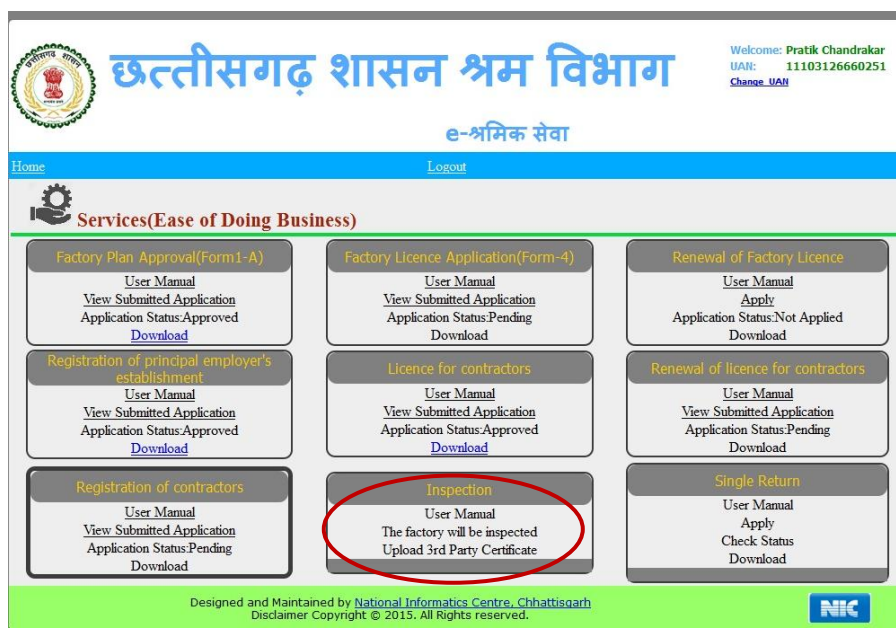 छत्तीसगढ़ शासन श्रम विभाग
Welcome: Pratik Chandrakar
UAN: 11103126660251
Change UAN
e-श्रमिक सेवा
Home Logout
Services(Ease of Doing Business)
Factory Plan Approval(Form1-A)
User Manual
View Submitted Application
Application Status:Approved
Download
Factory Licence Application(Form-4)
User Manual
View Submitted Application
Application Status:Pending
Download
Renewal of Factory Licence
User Manual
Apply
Application Status:Not Applied
Download
Registration of principal employer's
establishment
User Manual
View Submitted Application
Application Status:Approved
Download
Licence for contractors
User Manual
View Submitted Application
Application Status:Approved
Download
Renewal of licence for contractors
User Manual
View Submitted Application
Application Status:Pending
Download
Registration of contractors
User Manual
View Submitted Application
Application Status:Pending
Download
Inspection
User Manual
The factory will be inspected
Upload 3rd Party Certificate
Single Return
User Manual
Apply
Check Status
Download
Designed and Maintained by National Informatics Centre, Chhattisgarh
Disclaimer Copyright © 2015. All Rights reserved.
NIC